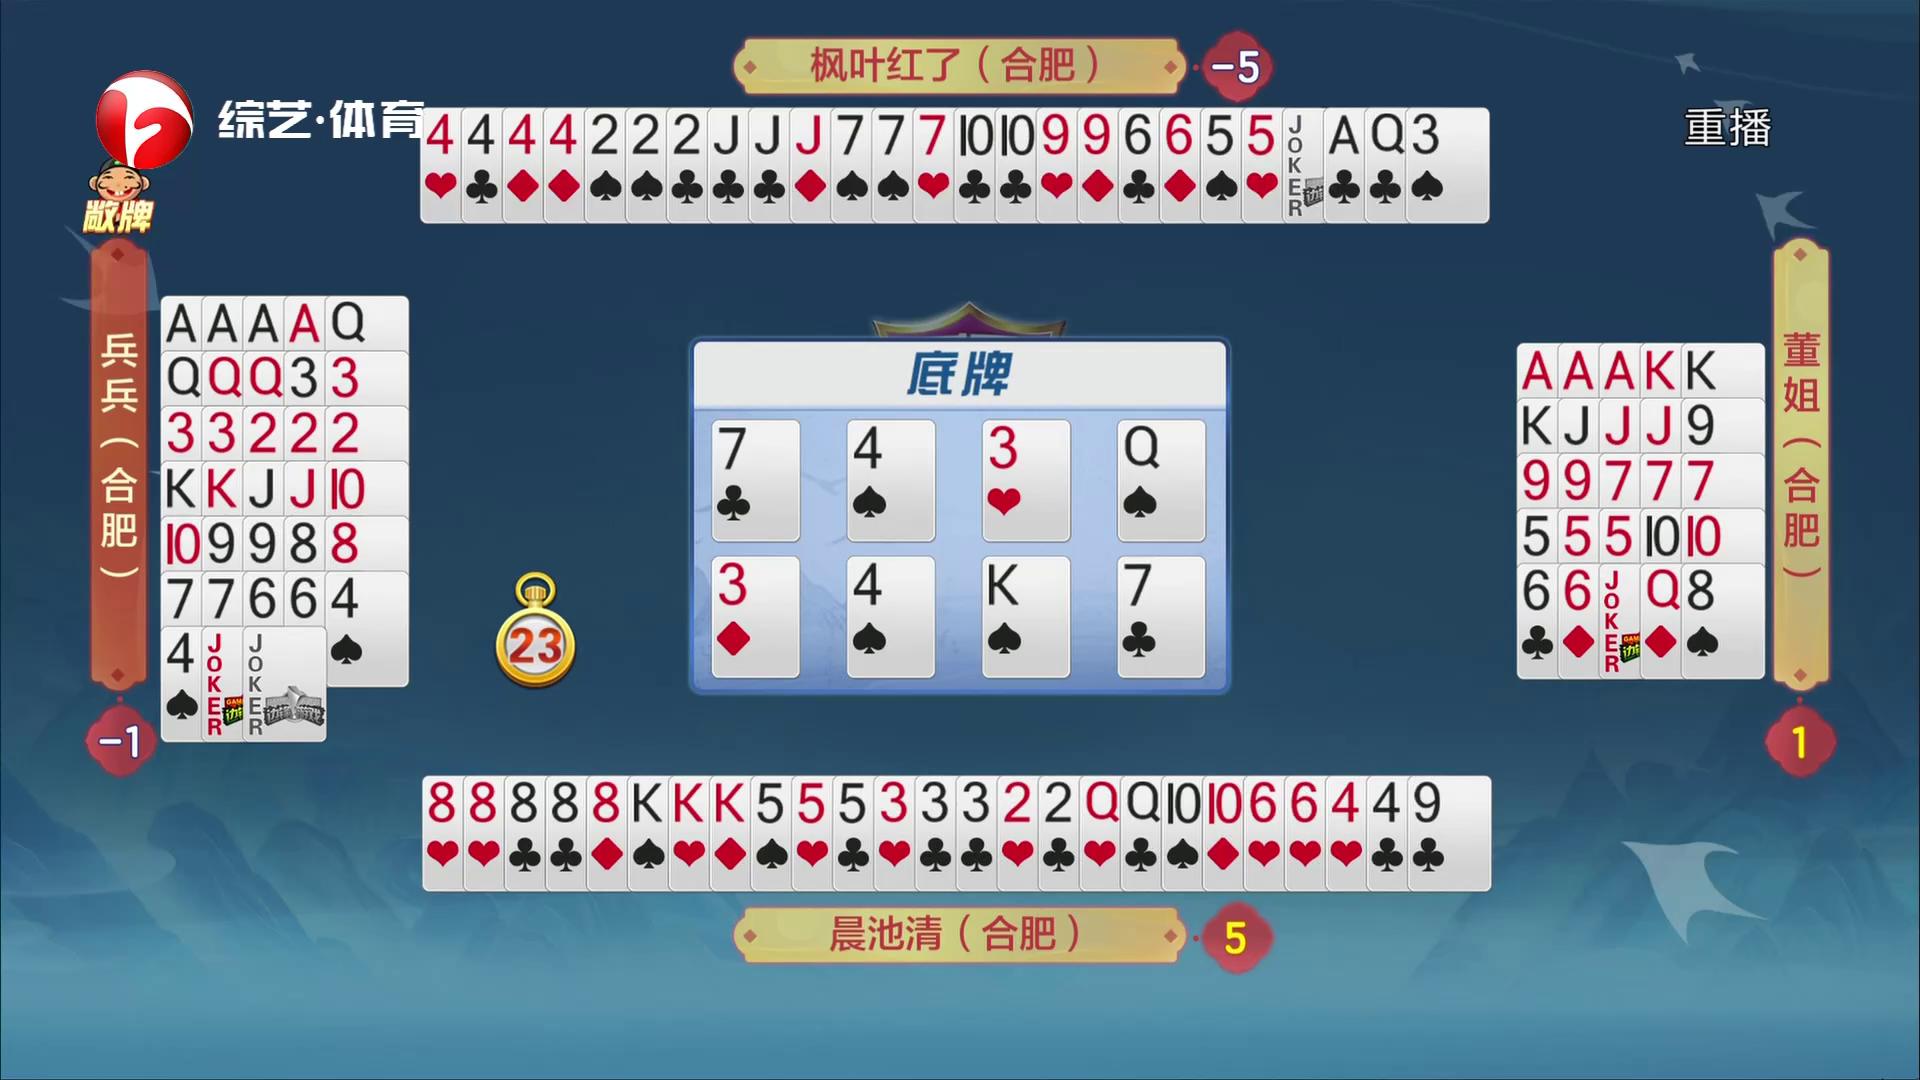 枫叶红了（合肥）
-5
综艺·体育
重播
敞牌
4 4 4 4 2 2 2 J J J 7 7 7 10 10 9 9 6 6 5 5 JOKER A Q 3
兵兵（合肥）
-1
A A A A Q
Q Q Q 3 3
3 3 2 2 2
K K J J 10
10 9 9 8 8
7 7 6 6 4
4 JOKER JOKER
23
底牌
7 4 3 Q
3 4 K 7
董姐（合肥）
1
A A A K K
K J J J 9
9 9 7 7 7
5 5 5 10 10
6 6 JOKER Q 8
8 8 8 8 8 K K K 5 5 5 3 3 3 2 2 Q Q 10 10 6 6 4 4 9
晨池清（合肥）
5